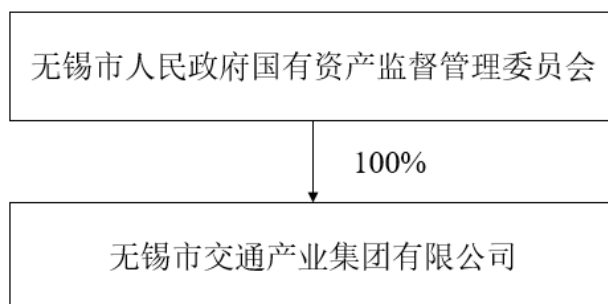 无锡市人民政府国有资产监督管理委员会
100%
无锡市交通产业集团有限公司